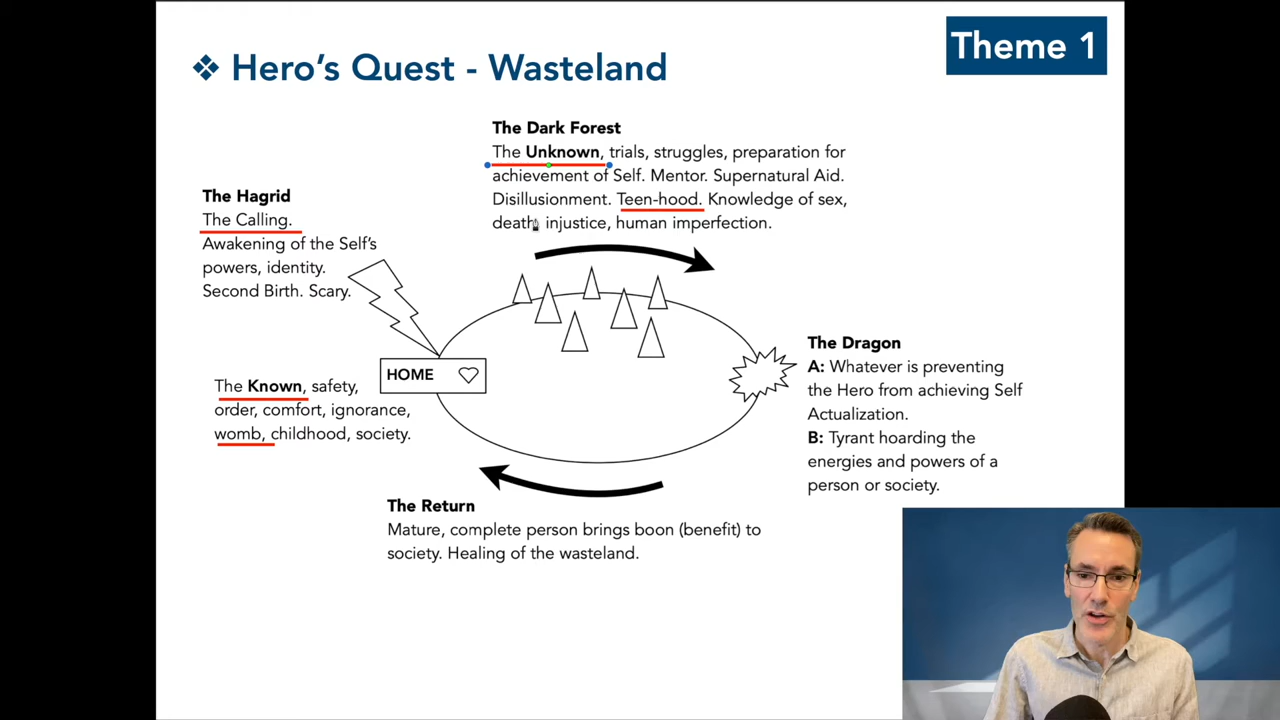 Theme 1
❖ Hero's Quest - Wasteland
The Dark Forest
The Unknown, trials, struggles, preparation for
achievement of Self. Mentor. Supernatural Aid.
Disillusionment. Teen-hood. Knowledge of sex,
death, injustice, human imperfection.
The Hagrid
The Calling.
Awakening of the Self's
powers, identity.
Second Birth. Scary.
HOME
The Known, safety,
order, comfort, ignorance,
womb, childhood, society.
The Dragon
A: Whatever is preventing
the Hero from achieving Self
Actualization.
B: Tyrant hoarding the
energies and powers of a
person or society.
The Return
Mature, complete person brings boon (benefit) to
society. Healing of the wasteland.